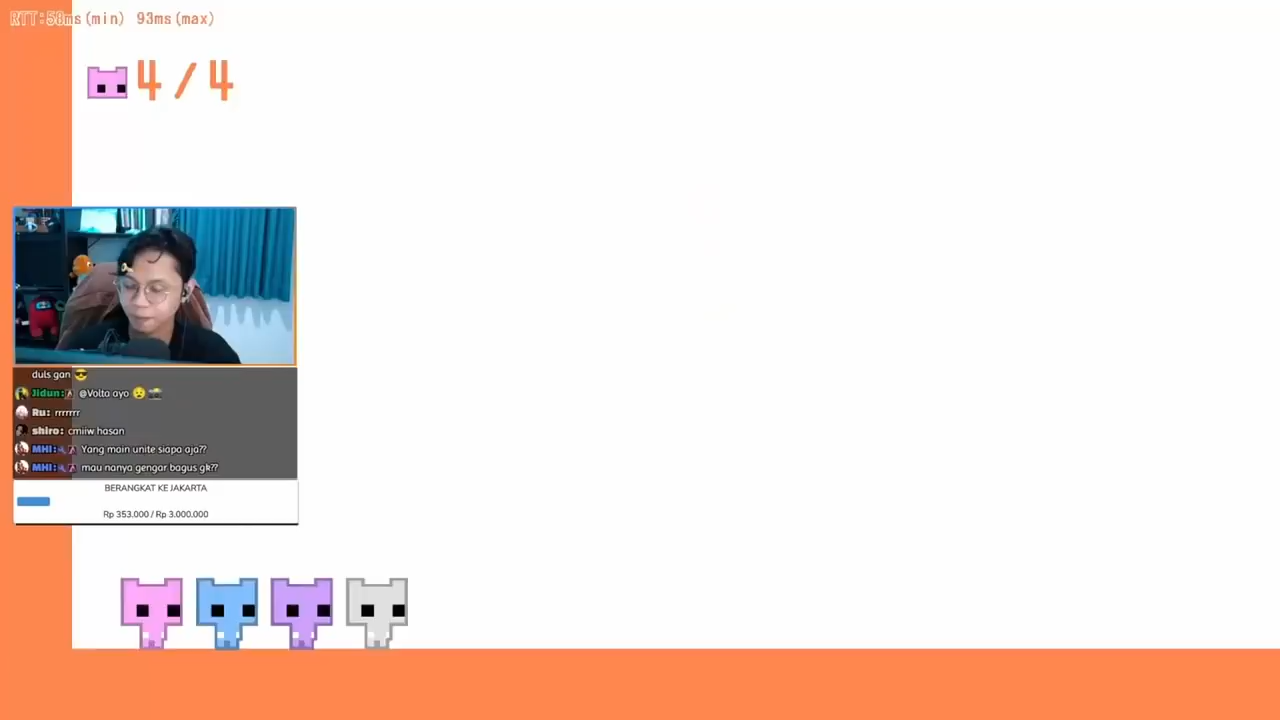 RTT:58ms(min) 93ms(max)
4/4
duls gan 😎
Jidun: @Volta ayo
Ru: rrrrrrr
shiro: cmiiw hasan
MHI: Yang main unite siapa aja??
MHI: mau nanya gengar bagus gk??
BERANGKAT KE JAKARTA
Rp 353.000 / Rp 3.000.000